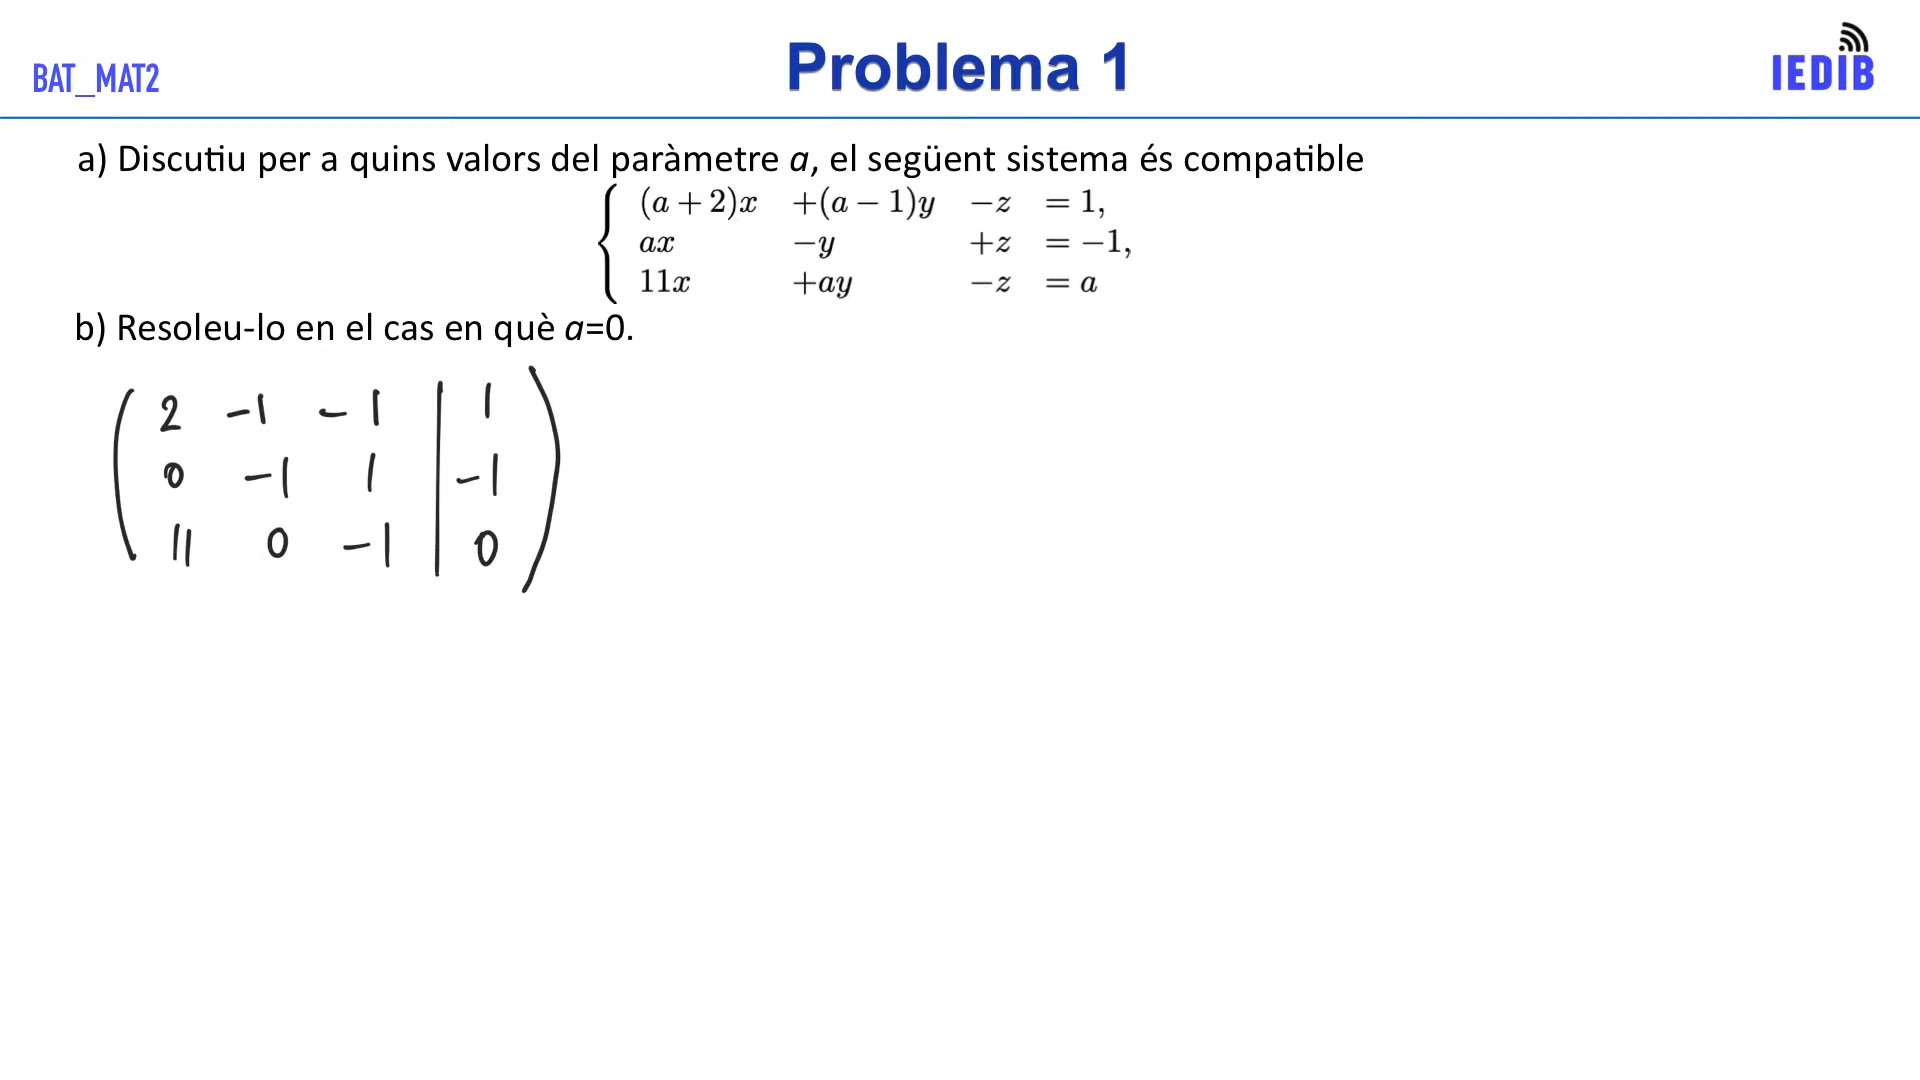 BAT_MAT2
Problema 1
IEDIB
a) Discutiu per a quins valors del paràmetre a, el següent sistema és compatible
(a + 2)x +(a − 1)y −z = 1,
ax −y +z = −1,
11x +ay −z = a
b) Resoleu-lo en el cas en què a=0.
2 -1 -1 | 1
0 -1 1 | -1
11 0 -1 | 0